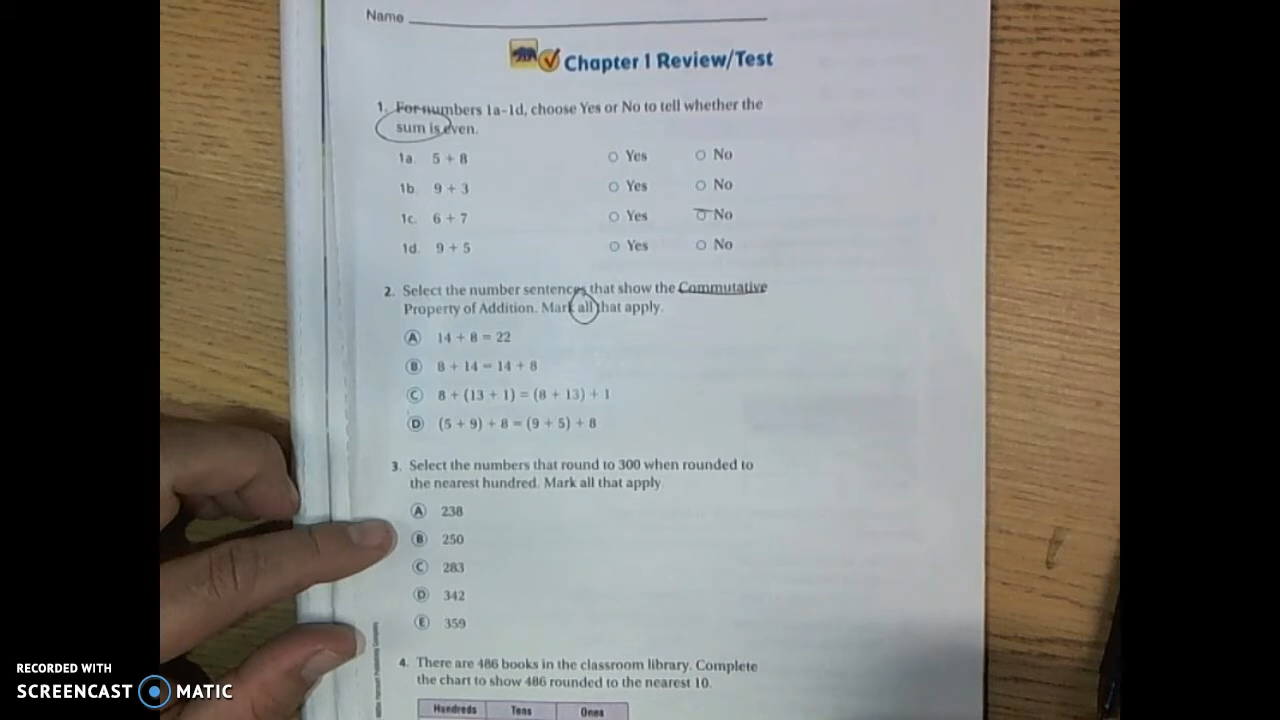 Name
Chapter 1 Review/Test
1. For numbers 1a–1d, choose Yes or No to tell whether the
sum is even.
1a. 5 + 8 Yes No
1b. 9 + 3 Yes No
1c. 6 + 7 Yes No
1d. 9 + 5 Yes No
2. Select the number sentences that show the Commutative
Property of Addition. Mark all that apply.
A 14 + 8 = 22
B 8 + 14 = 14 + 8
C 8 + (13 + 1) = (8 + 13) + 1
D (5 + 9) + 8 = (9 + 5) + 8
3. Select the numbers that round to 300 when rounded to
the nearest hundred. Mark all that apply
A 238
B 250
C 283
D 342
E 359
4. There are 486 books in the classroom library. Complete
the chart to show 486 rounded to the nearest 10.
Hundreds Tens Ones
RECORDED WITH
SCREENCAST MATIC